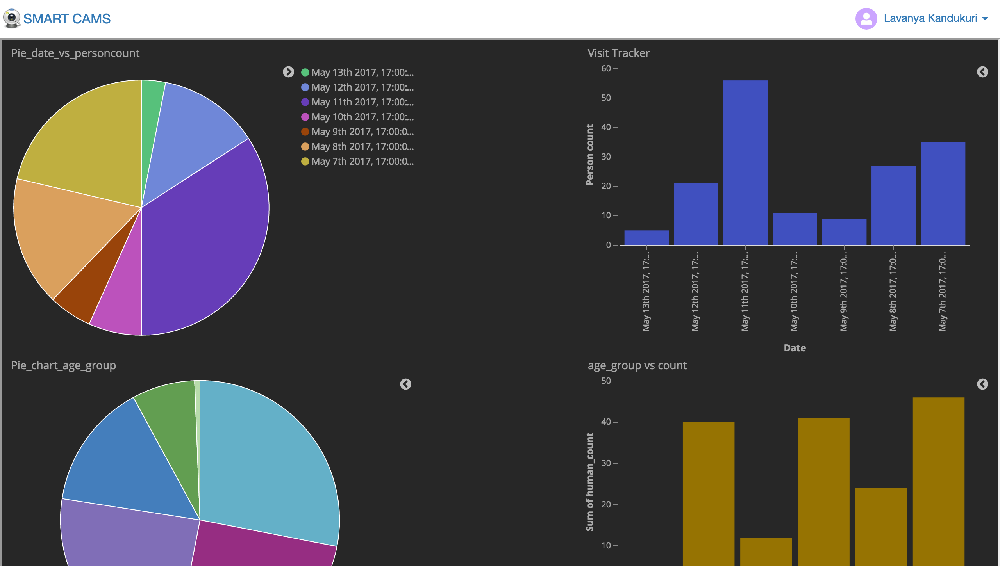 SMART CAMS
Lavanya Kandukuri
Pie_date_vs_personcount
May 13th 2017, 17:00:...
May 12th 2017, 17:00:...
May 11th 2017, 17:00:...
May 10th 2017, 17:00:...
May 9th 2017, 17:00:0...
May 8th 2017, 17:00:0...
May 7th 2017, 17:00:0...
Visit Tracker
60
50
40
30
20
10
0
Person count
May 13th 2017, 17:...
May 12th 2017, 17:...
May 11th 2017, 17:...
May 10th 2017, 17:...
May 9th 2017, 17:0...
May 8th 2017, 17:0...
May 7th 2017, 17:0...
Date
Pie_chart_age_group
age_group vs count
50
40
30
20
10
Sum of human_count